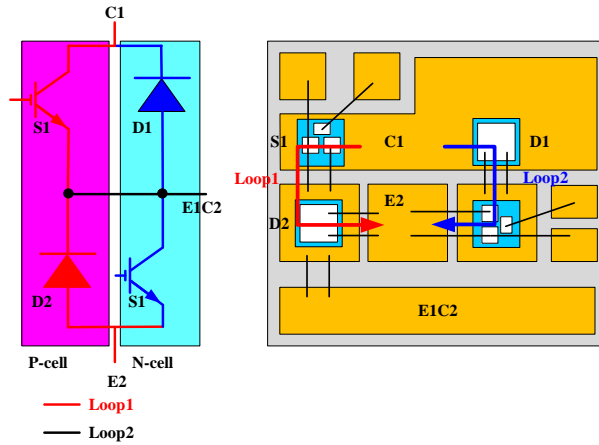 C1
S1
D1
E1C2
D2
S1
P-cell
N-cell
E2
Loop1
Loop2
S1
C1
D1
Loop1
Loop2
E2
D2
E1C2